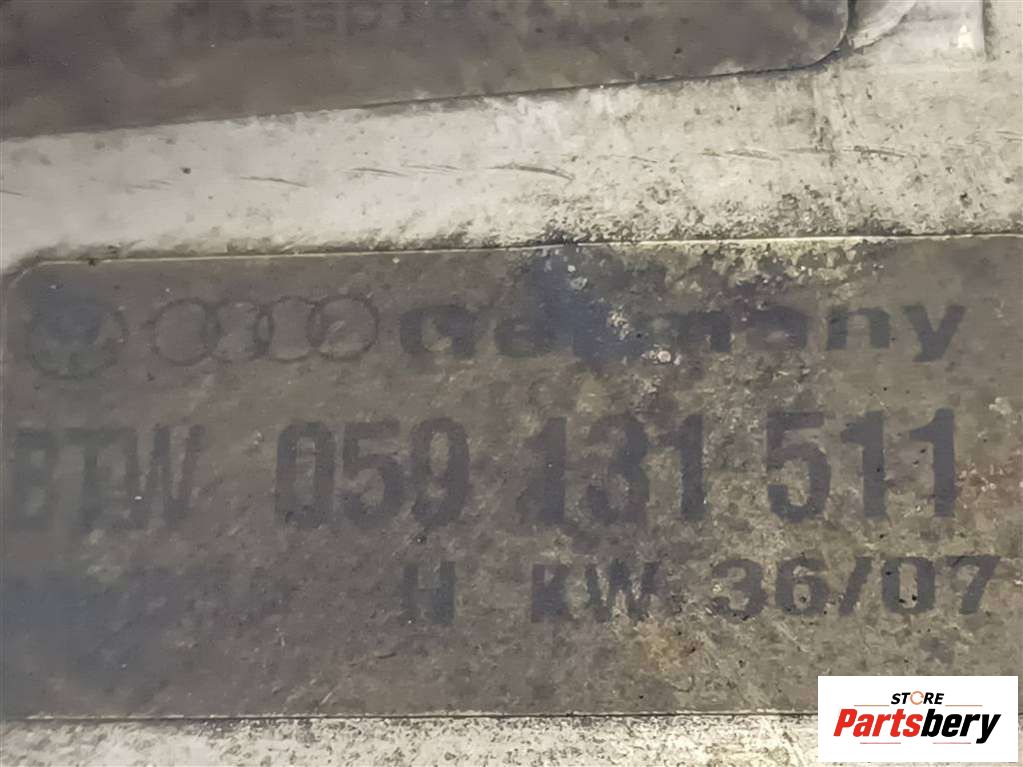 Germany
BTW 059 131 511
H KW 36/07
STORE
Partsbery